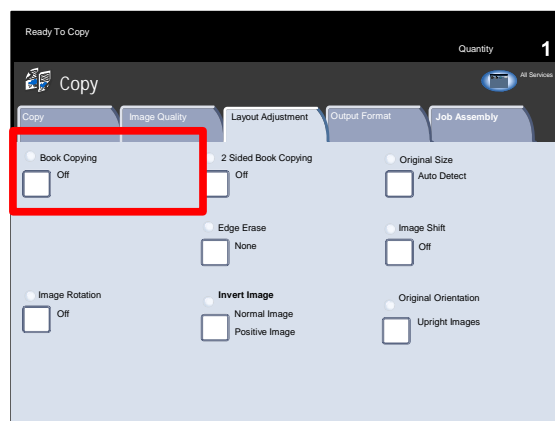 Ready To Copy
Quantity 1
Copy
All Services
Copy Image Quality Layout Adjustment Output Format Job Assembly
Book Copying
Off
2 Sided Book Copying
Off
Original Size
Auto Detect
Edge Erase
None
Image Shift
Off
Image Rotation
Off
Invert Image
Normal Image
Positive Image
Original Orientation
Upright Images